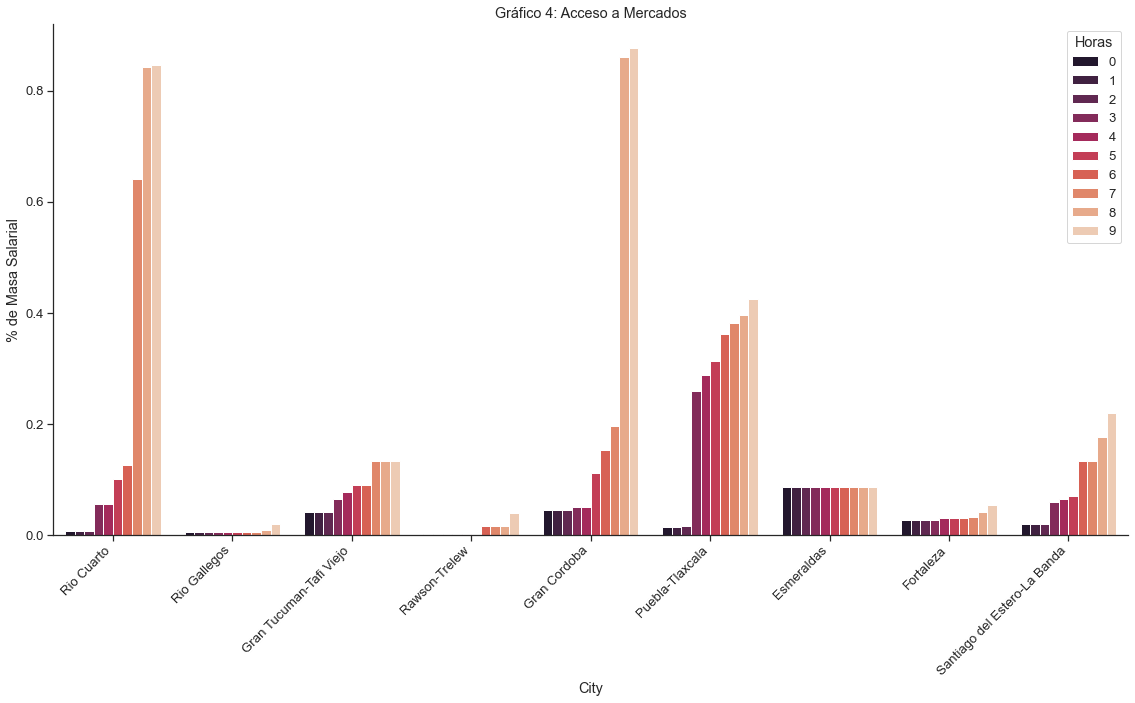 Gráfico 4: Acceso a Mercados
% de Masa Salarial
0.8
0.6
0.4
0.2
0.0
Horas
0
1
2
3
4
5
6
7
8
9
Rio Cuarto
Rio Gallegos
Gran Tucuman-Tafi Viejo
Rawson-Trelew
Gran Cordoba
Puebla-Tlaxcala
Esmeraldas
Fortaleza
Santiago del Estero-La Banda
City